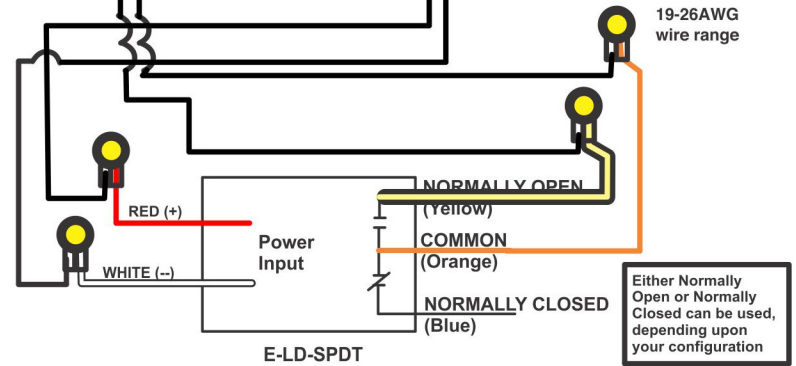 19-26AWG
wire range
RED (+)
WHITE (--)
Power
Input
NORMALLY OPEN
(Yellow)
COMMON
(Orange)
NORMALLY CLOSED
(Blue)
E-LD-SPDT
Either Normally
Open or Normally
Closed can be used,
depending upon
your configuration